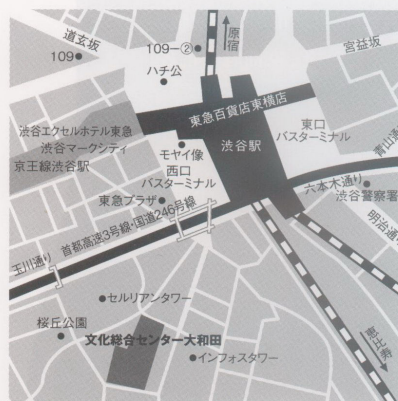 原宿
道玄坂
109
109-②
宮益坂
ハチ公
東急百貨店東横店
渋谷エクセルホテル東急
渋谷マークシティ
京王線渋谷駅
モヤイ像
渋谷駅
東口
バスターミナル
西口
バスターミナル
青山通
六本木通り
渋谷警察署
東急プラザ
明治通
玉川通り
首都高速3号線・国道246号線
セルリアンタワー
桜丘公園
文化総合センター大和田
インフォスタワー
恵比寿